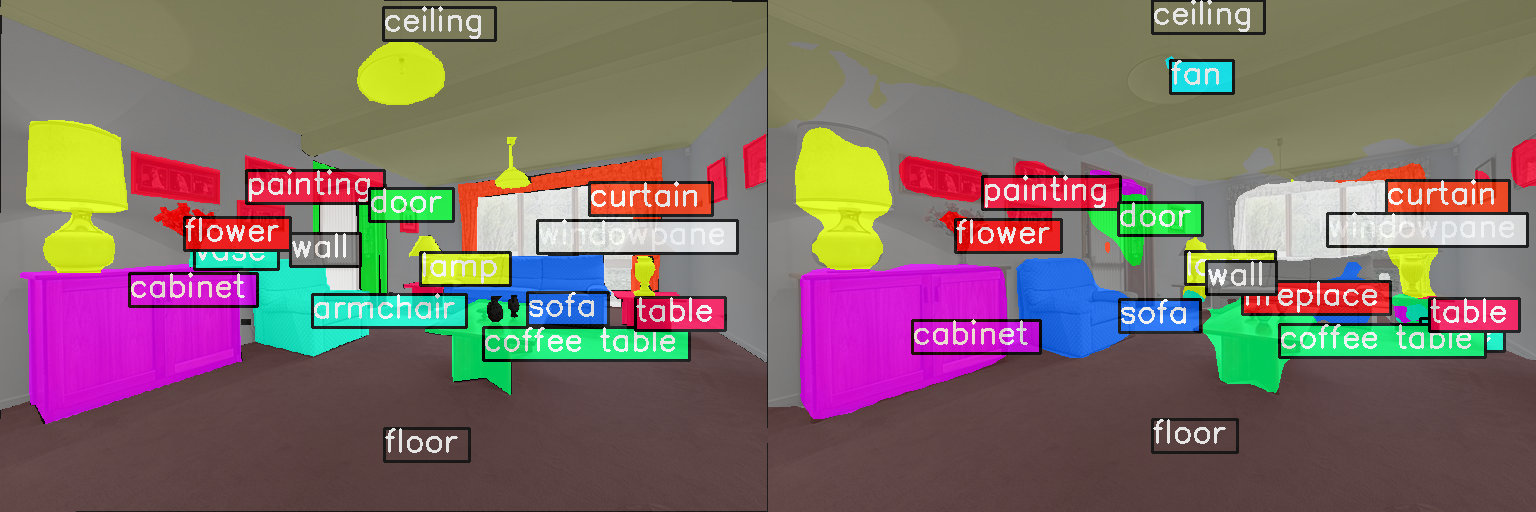 ceiling
painting
door
curtain
flower
wall
windowpane
vase
lamp
cabinet
armchair
sofa
table
coffee table
floor
ceiling
fan
painting
door
curtain
flower
windowpane
wall
fireplace
sofa
table
cabinet
coffee table
floor